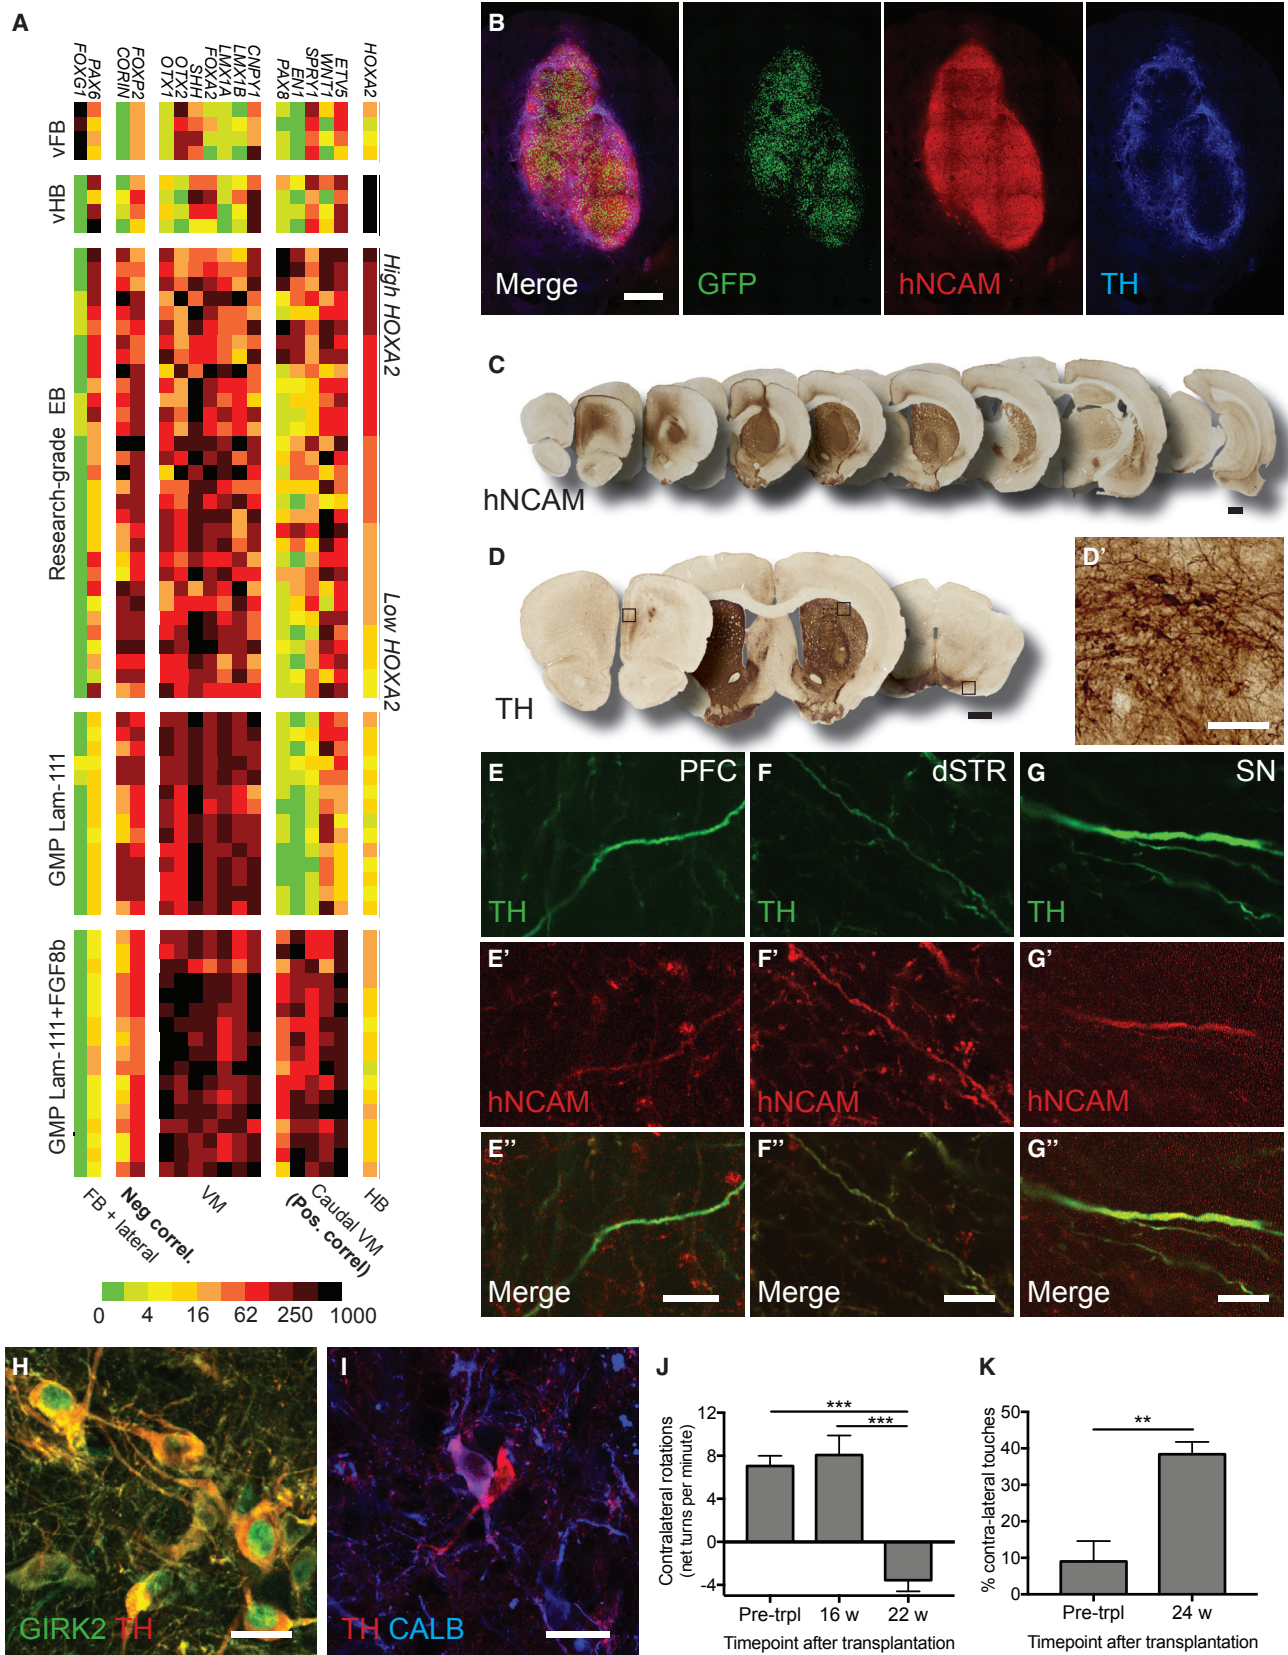 A
FOXG1
PAX6
CORIN
FOXP2
OTX1
OTX2
SHH
FOXA2
LMX1A
LMX1B
CNPY1
PAX8
EN1
SPRY1
WNT1
ETV5
HOXA2
vFB
vHB
Research-grade EB
GMP Lam-111
GMP Lam-111+FGF8b
High HOXA2
Low HOXA2
FB + lateral
Neg correl.
VM
Caudal VM
(Pos. correl)
HB
0 4 16 62 250 1000
B
Merge
GFP
hNCAM
TH
C
hNCAM
D
TH
D'
E PFC
TH
F dSTR
TH
G SN
TH
E'
hNCAM
F'
hNCAM
G'
hNCAM
E''
Merge
F''
Merge
G''
Merge
H
GIRK2 TH
I
TH CALB
J
Contralateral rotations
(net turns per minute)
12
8
4
0
-4
***
***
Pre-trpl 16 w 22 w
Timepoint after transplantation
K
% contra-lateral touches
50
40
30
20
10
0
**
Pre-trpl 24 w
Timepoint after transplantation